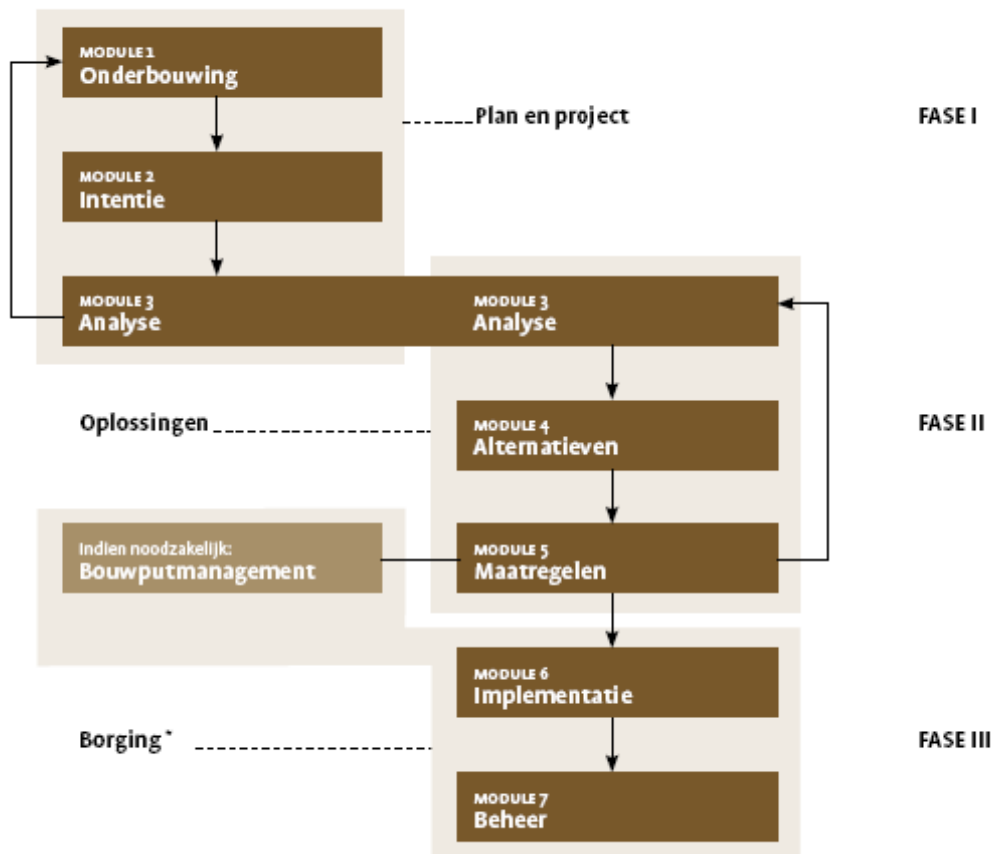 MODULE 1
Onderbouwing
Plan en project
FASE I
MODULE 2
Intentie
MODULE 3
Analyse
MODULE 3
Analyse
Oplossingen
MODULE 4
Alternatieven
FASE II
Indien noodzakelijk:
Bouwputmanagement
MODULE 5
Maatregelen
MODULE 6
Implementatie
Borging*
FASE III
MODULE 7
Beheer